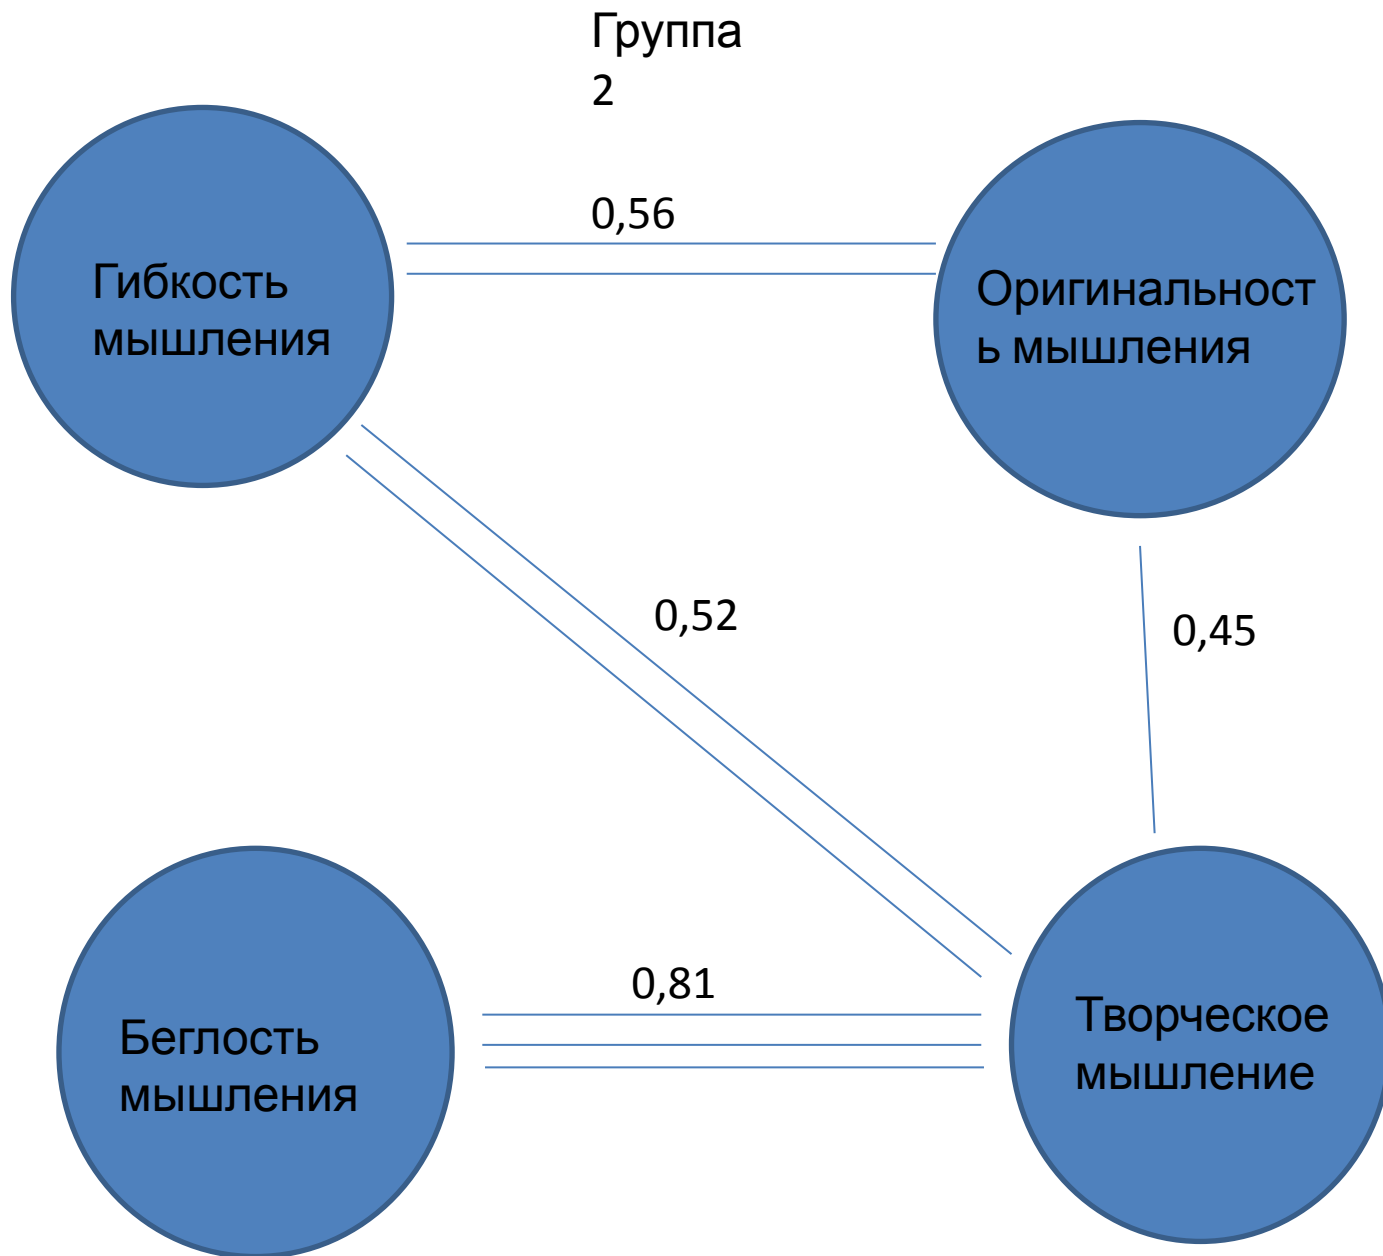 Группа
2
0,56
Гибкость
мышления
Оригинальност
ь мышления
0,52
0,45
0,81
Беглость
мышления
Творческое
мышление